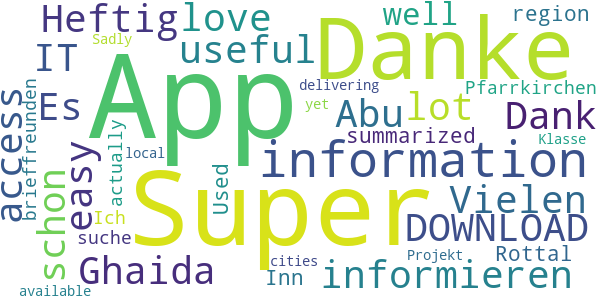 Heftig
love
well
region
Sadly
Danke
IT
useful
App
delivering
Pfarrkirchen
Es
yet
Abu
lot
Dank
access
brieffreunden
actually
easy
summarized
Klasse
local
information
schon
Used
Super
Vielen
Ich
DOWNLOAD
suche
Ghaida
cities
Projekt
Rottal
Inn
informieren
available